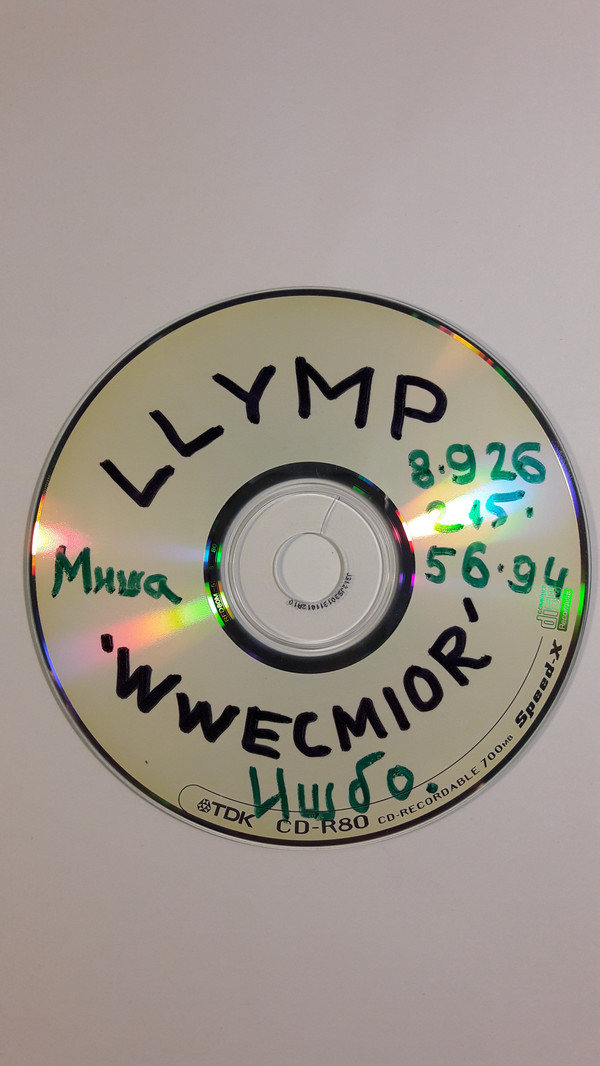 LLYMP
8.926
215.
56.94
Миша
'WWECMIOR'
Ишбо.
TDK CD-R80 CD-RECORDABLE 700MB Speed-X